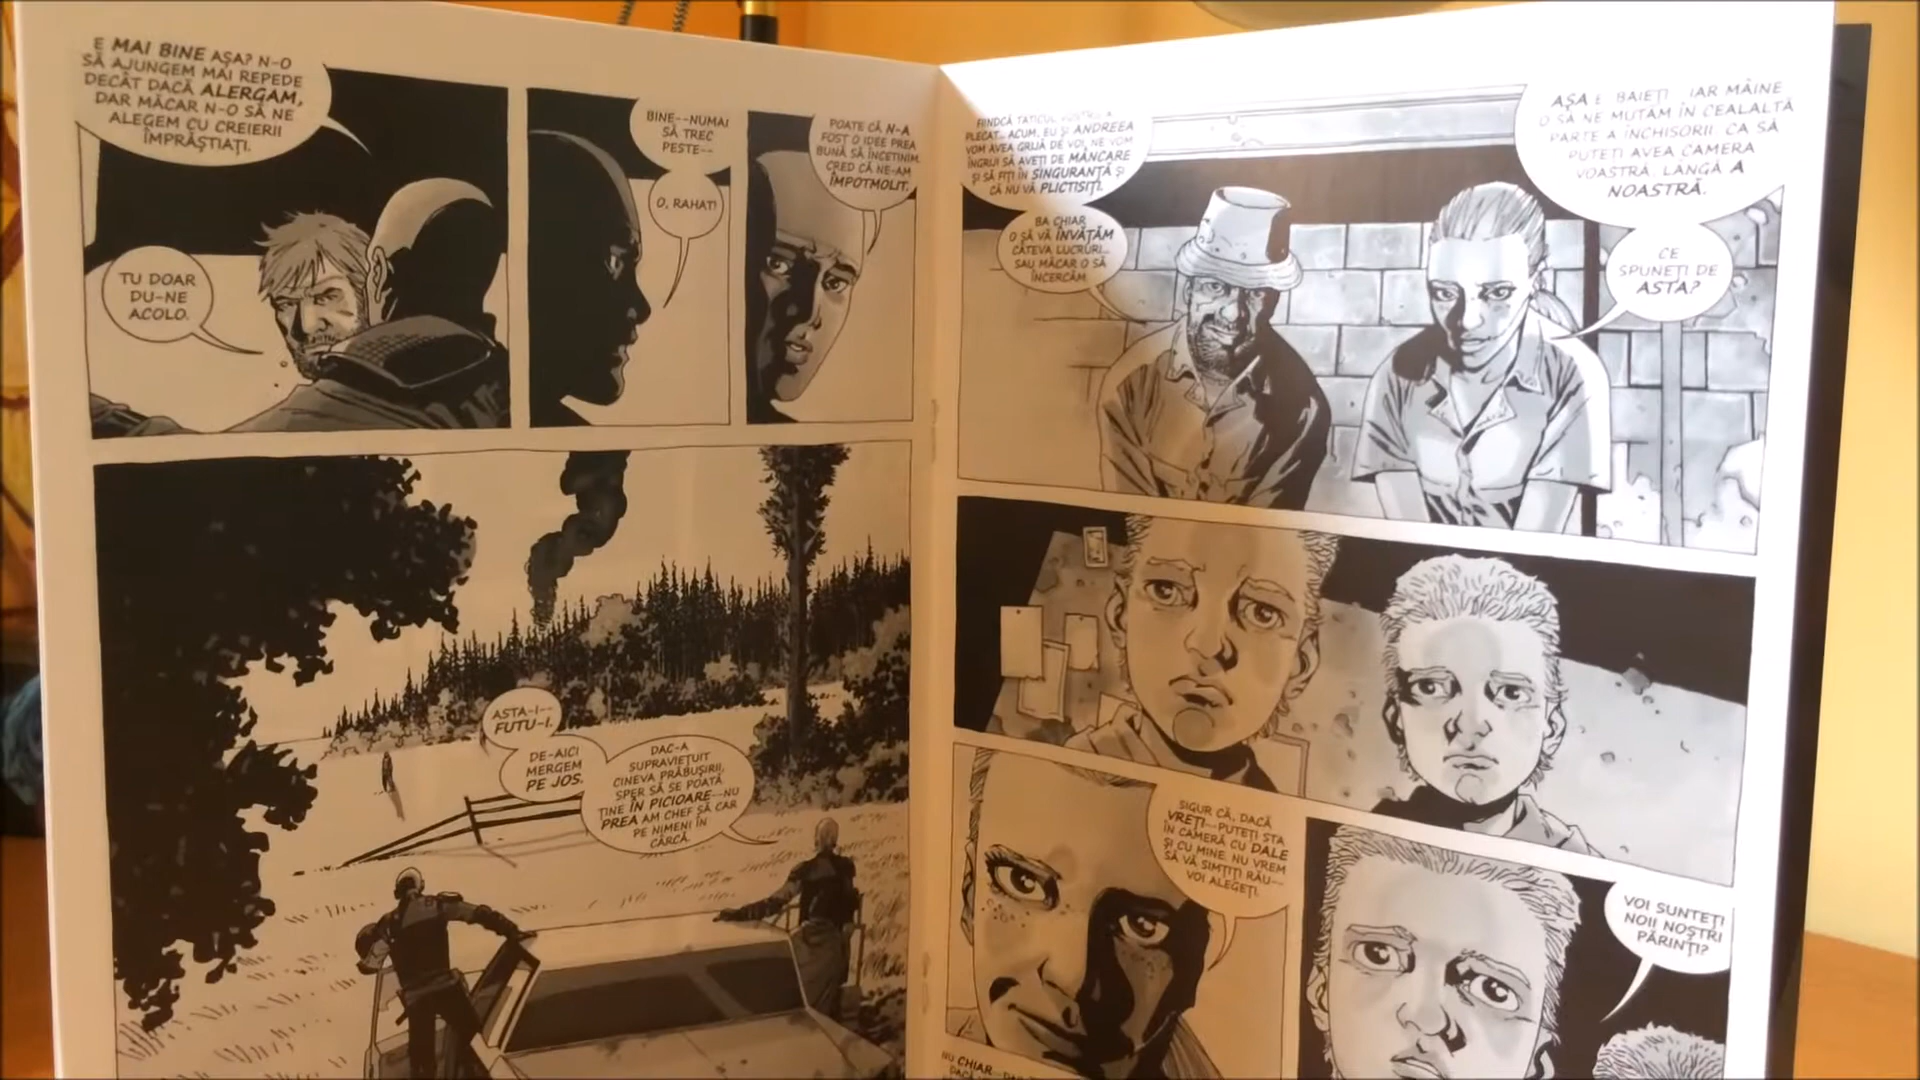 E MAI BINE AȘA? N-O
SĂ AJUNGEM MAI REPEDE
DECÂT DACĂ ALERGAM,
DAR MĂCAR N-O SĂ NE
ALEGEM CU CREIERII
ÎMPRĂȘTIAȚI.
TU DOAR
DU-NE
ACOLO.
BINE--NUMAI
SĂ TREC
PESTE--
O, RAHAT!
POATE CĂ N-A
FOST O IDEE PREA
BUNĂ SĂ ÎNCETINIM.
CRED CĂ NE-AM
ÎMPOTMOLIT.
ASTA-I--
FUTU-I.
DE-AICI
MERGEM
PE JOS.
DAC-A
SUPRAVIEȚUIT
CINEVA PRĂBUȘIRII,
SPER SĂ SE POATĂ
ȚINE ÎN PICIOARE--NU
PREA AM CHEF SĂ CAR
PE NIMENI ÎN
CÂRCĂ.
FIINDCĂ TATICUL VOSTRU A
PLECAT... ACUM, EU ȘI ANDREEA
VOM AVEA GRIJĂ DE VOI, NE VOM
ÎNGRIJI SĂ AVEȚI DE MÂNCARE
ȘI SĂ FIȚI ÎN SINGURANȚĂ ȘI
CĂ NU VĂ PLICTISIȚI.
BA CHIAR
O SĂ VĂ ÎNVĂȚĂM
CÂTEVA LUCRURI...
SAU MĂCAR O SĂ
ÎNCERCĂM
AȘA E, BAIEȚI. IAR MÂINE
O SĂ NE MUTĂM ÎN CEALALTĂ
PARTE A ÎNCHISORII, CA SĂ
PUTEȚI AVEA CAMERA
VOASTRĂ, LÂNGĂ A
NOASTRĂ.
CE
SPUNEȚI DE
ASTA?
SIGUR CĂ, DACĂ
VREȚI...PUTEȚI STA
ÎN CAMERĂ CU DALE
ȘI CU MINE. NU VREM
SĂ VĂ SIMȚIȚI RĂU--
VOI ALEGEȚI.
VOI SUNTEȚI
NOII NOȘTRI
PĂRINȚI?
NU CHIAR